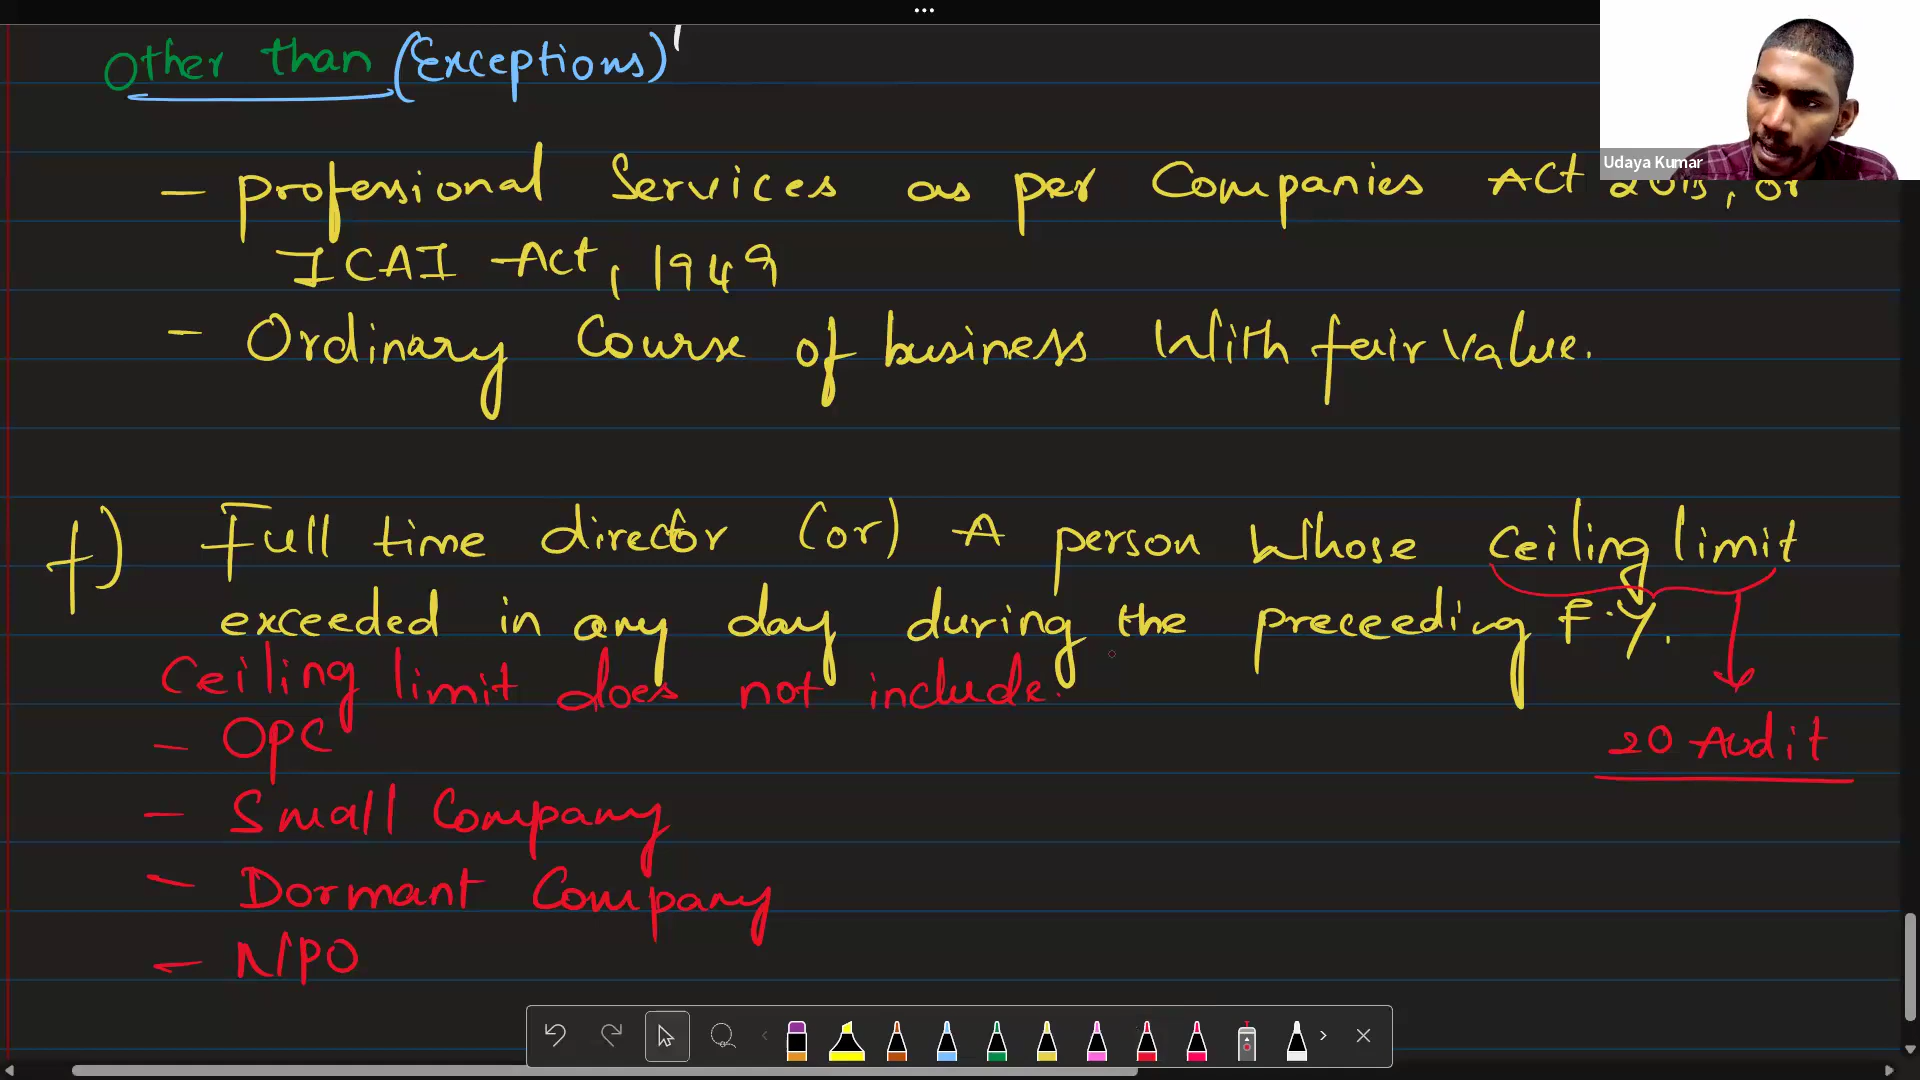 Other than (Exceptions)
- professional Services as per Companies Act 2013, or
ICAI Act, 1949
- Ordinary Course of business With fair value.
f) Full time director (or) A person Whose ceiling limit
exceeded in any day during the preceeding F.Y.
Ceiling limit does not include.
20 Audit
- OPC
- Small Company
- Dormant Company
- NPO
Udaya Kumar